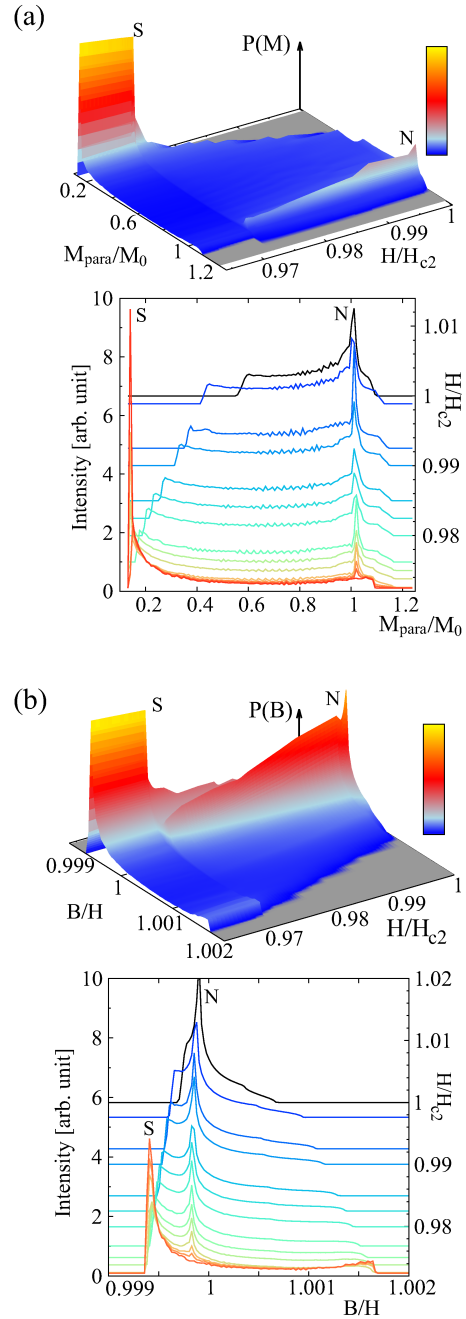 (a)
S
P(M)
N
0.2
0.6
1
1.2
M_para/M_0
0.97
0.98
0.99
1
H/H_c2
10
8
6
4
2
0
Intensity [arb. unit]
S
N
1.01
1
0.99
0.98
H/H_c2
0.2 0.4 0.6 0.8 1 1.2
M_para/M_0
(b)
S
P(B)
N
0.999
1
1.001
1.002
B/H
0.97
0.98
0.99
1
H/H_c2
10
8
6
4
2
0
Intensity [arb. unit]
S
N
1.02
1.01
1
0.99
0.98
H/H_c2
0.999 1 1.001 1.002
B/H